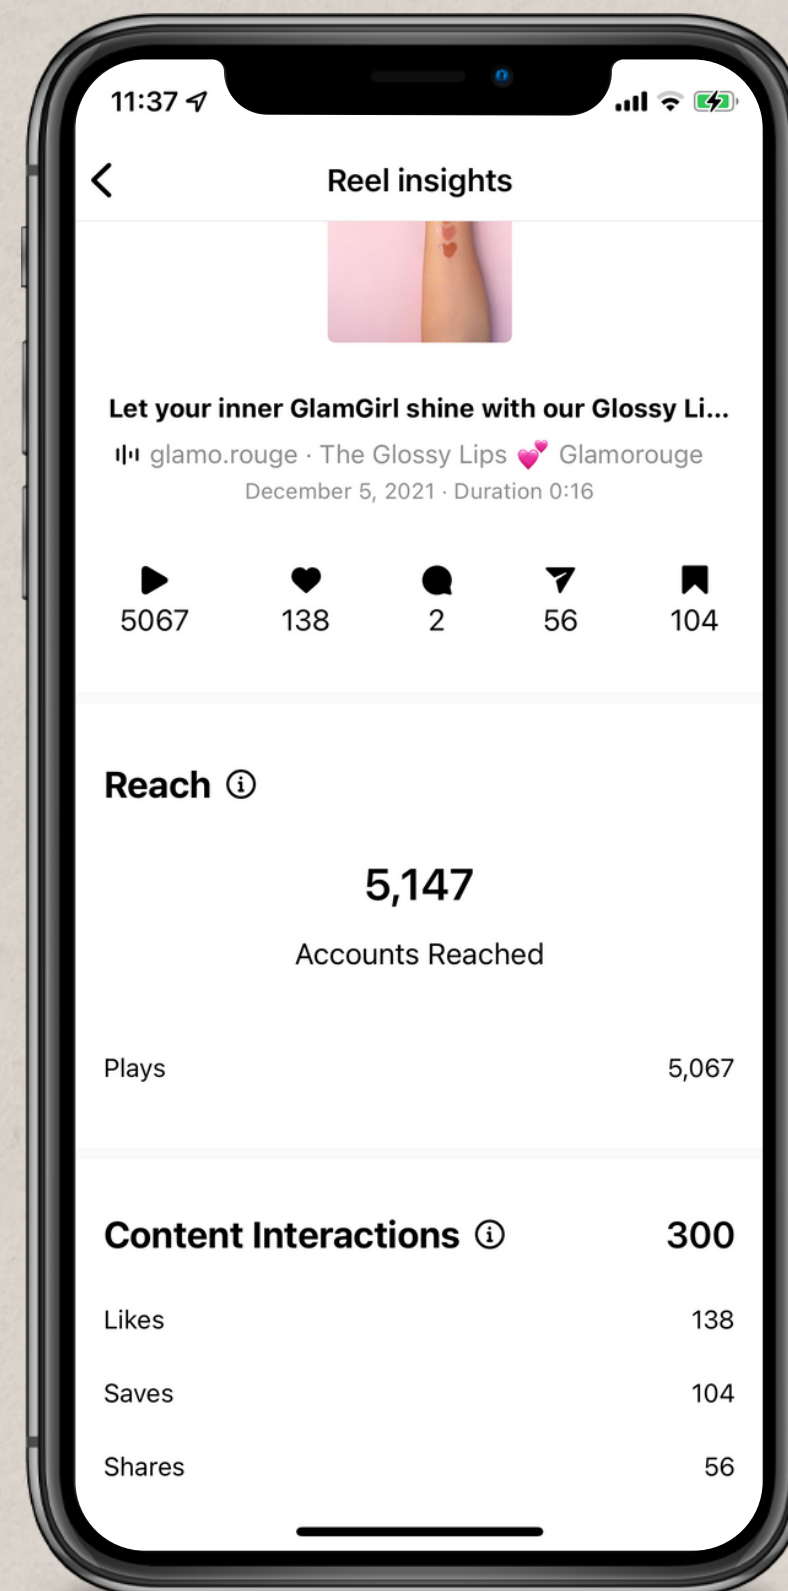 11:37
Reel insights
Let your inner GlamGirl shine with our Glossy Li...
glamo.rouge · The Glossy Lips 💕 Glamorouge
December 5, 2021 · Duration 0:16
5067 138 2 56 104
Reach
5,147
Accounts Reached
Plays 5,067
Content Interactions 300
Likes 138
Saves 104
Shares 56